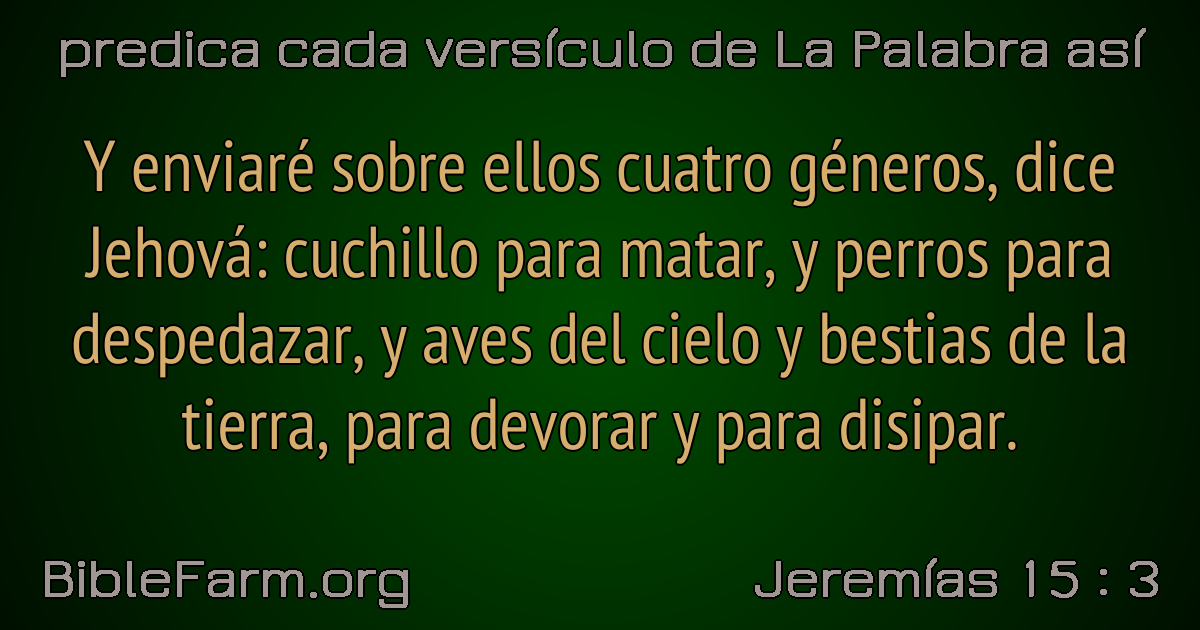 predica cada versículo de La Palabra así
Y enviaré sobre ellos cuatro géneros, dice
Jehová: cuchillo para matar, y perros para
despedazar, y aves del cielo y bestias de la
tierra, para devorar y para disipar.
BibleFarm.org
Jeremías 15 : 3